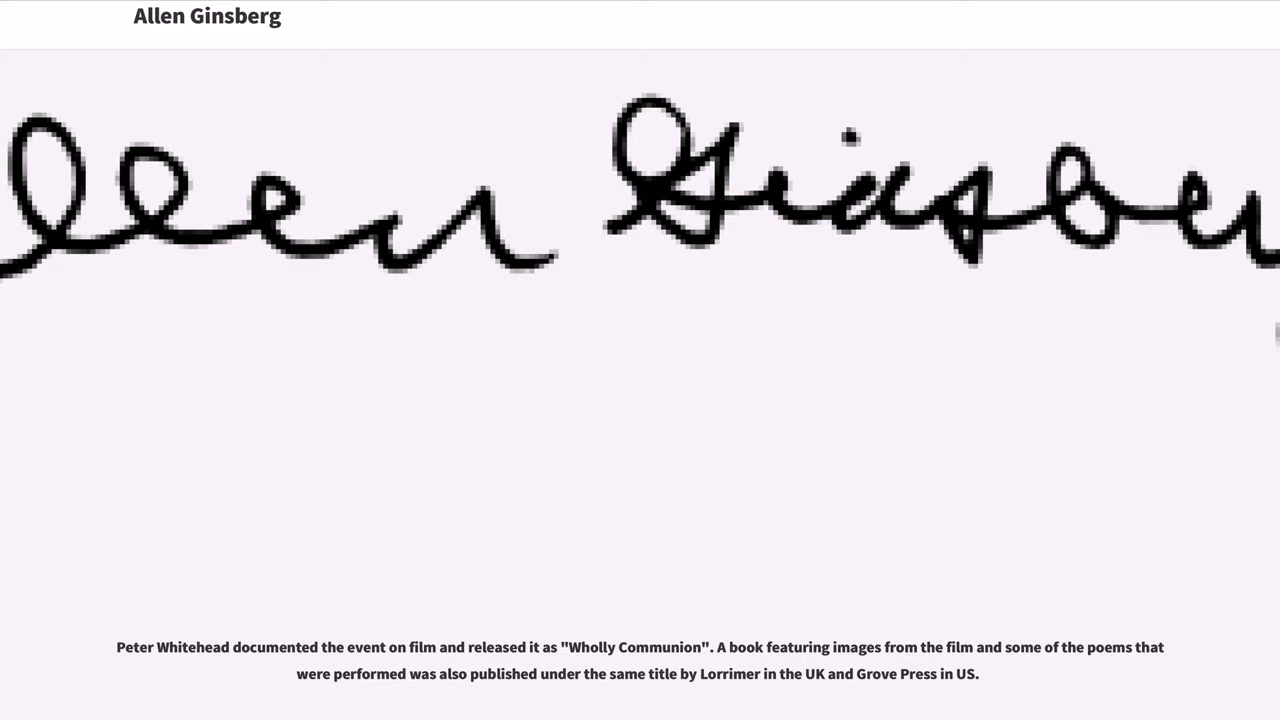 Allen Ginsberg
llen Ginsber
Peter Whitehead documented the event on film and released it as "Wholly Communion". A book featuring images from the film and some of the poems that
were performed was also published under the same title by Lorrimer in the UK and Grove Press in US.